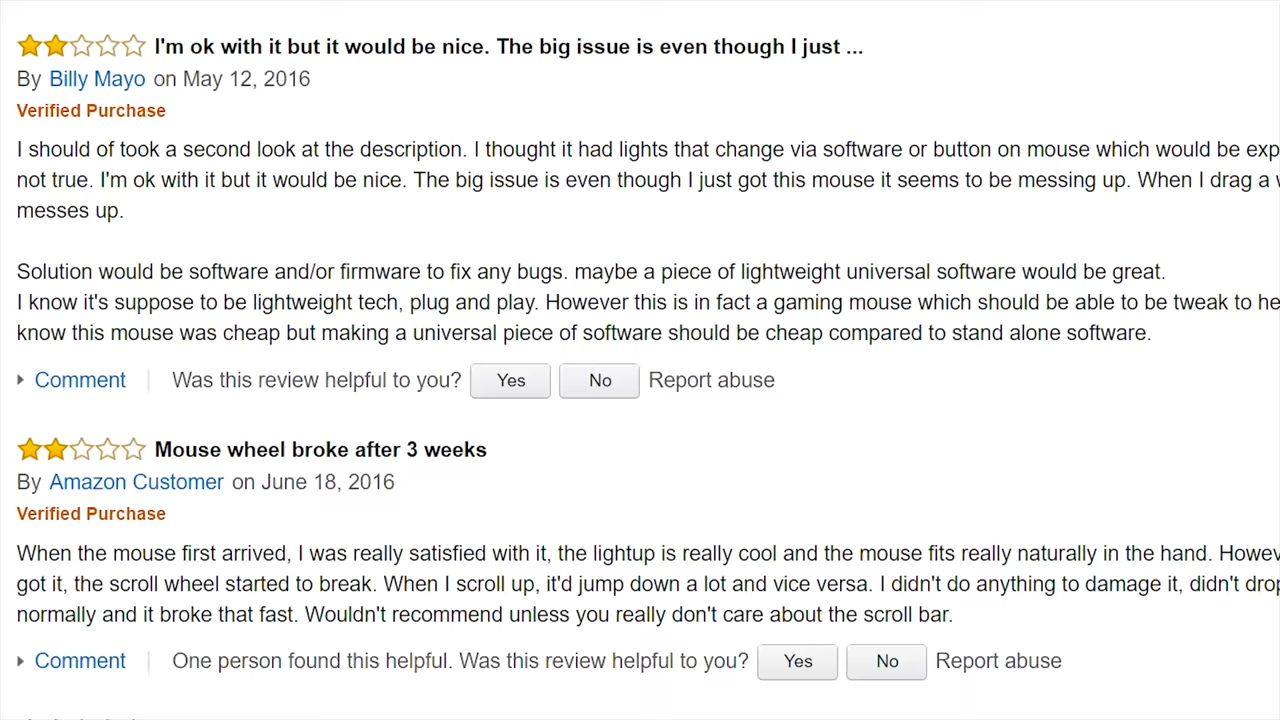 I'm ok with it but it would be nice. The big issue is even though I just ...
By Billy Mayo on May 12, 2016
Verified Purchase
I should of took a second look at the description. I thought it had lights that change via software or button on mouse which would be
not true. I'm ok with it but it would be nice. The big issue is even though I just got this mouse it seems to be messing up. When I drag a
messes up.
Solution would be software and/or firmware to fix any bugs. maybe a piece of lightweight universal software would be great.
I know it's suppose to be lightweight tech, plug and play. However this is in fact a gaming mouse which should be able to be tweak to
know this mouse was cheap but making a universal piece of software should be cheap compared to stand alone software.
Comment Was this review helpful to you? Yes No Report abuse
Mouse wheel broke after 3 weeks
By Amazon Customer on June 18, 2016
Verified Purchase
When the mouse first arrived, I was really satisfied with it, the lightup is really cool and the mouse fits really naturally in the hand.
got it, the scroll wheel started to break. When I scroll up, it'd jump down a lot and vice versa. I didn't do anything to damage it, didn't
normally and it broke that fast. Wouldn't recommend unless you really don't care about the scroll bar.
Comment One person found this helpful. Was this review helpful to you? Yes No Report abuse